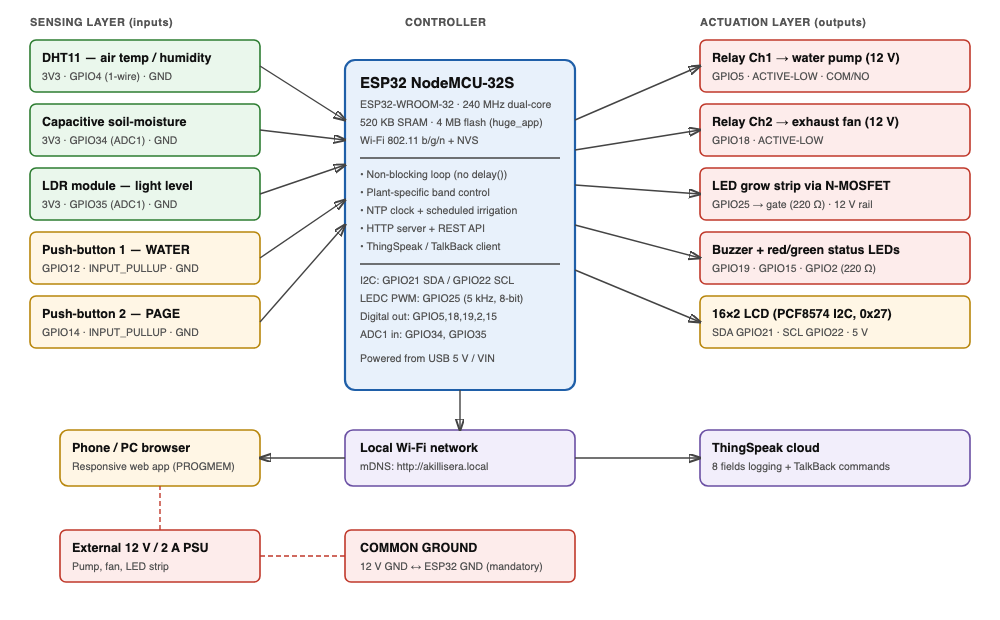 SENSING LAYER (inputs)
DHT11 — air temp / humidity
3V3 · GPIO4 (1-wire) · GND
Capacitive soil-moisture
3V3 · GPIO34 (ADC1) · GND
LDR module — light level
3V3 · GPIO35 (ADC1) · GND
Push-button 1 — WATER
GPIO12 · INPUT_PULLUP · GND
Push-button 2 — PAGE
GPIO14 · INPUT_PULLUP · GND
CONTROLLER
ESP32 NodeMCU-32S
ESP32-WROOM-32 · 240 MHz dual-core
520 KB SRAM · 4 MB flash (huge_app)
Wi-Fi 802.11 b/g/n + NVS
• Non-blocking loop (no delay())
• Plant-specific band control
• NTP clock + scheduled irrigation
• HTTP server + REST API
• ThingSpeak / TalkBack client
I2C: GPIO21 SDA / GPIO22 SCL
LEDC PWM: GPIO25 (5 kHz, 8-bit)
Digital out: GPIO5,18,19,2,15
ADC1 in: GPIO34, GPIO35
Powered from USB 5 V / VIN
ACTUATION LAYER (outputs)
Relay Ch1 → water pump (12 V)
GPIO5 · ACTIVE-LOW · COM/NO
Relay Ch2 → exhaust fan (12 V)
GPIO18 · ACTIVE-LOW
LED grow strip via N-MOSFET
GPIO25 → gate (220 Ω) · 12 V rail
Buzzer + red/green status LEDs
GPIO19 · GPIO15 · GPIO2 (220 Ω)
16×2 LCD (PCF8574 I2C, 0x27)
SDA GPIO21 · SCL GPIO22 · 5 V
Phone / PC browser
Responsive web app (PROGMEM)
Local Wi-Fi network
mDNS: http://akillisera.local
ThingSpeak cloud
8 fields logging + TalkBack commands
External 12 V / 2 A PSU
Pump, fan, LED strip
COMMON GROUND
12 V GND ↔ ESP32 GND (mandatory)